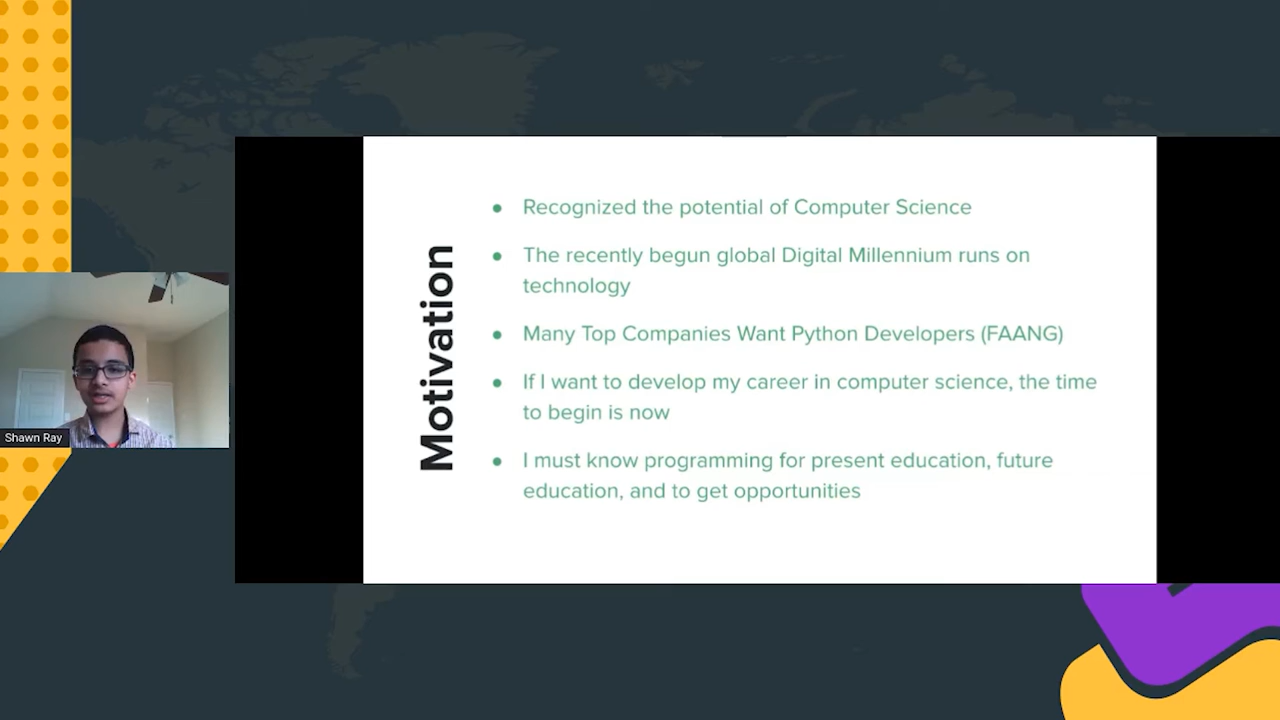 Motivation
● Recognized the potential of Computer Science
● The recently begun global Digital Millennium runs on
technology
● Many Top Companies Want Python Developers (FAANG)
● If I want to develop my career in computer science, the time
to begin is now
● I must know programming for present education, future
education, and to get opportunities
Shawn Ray